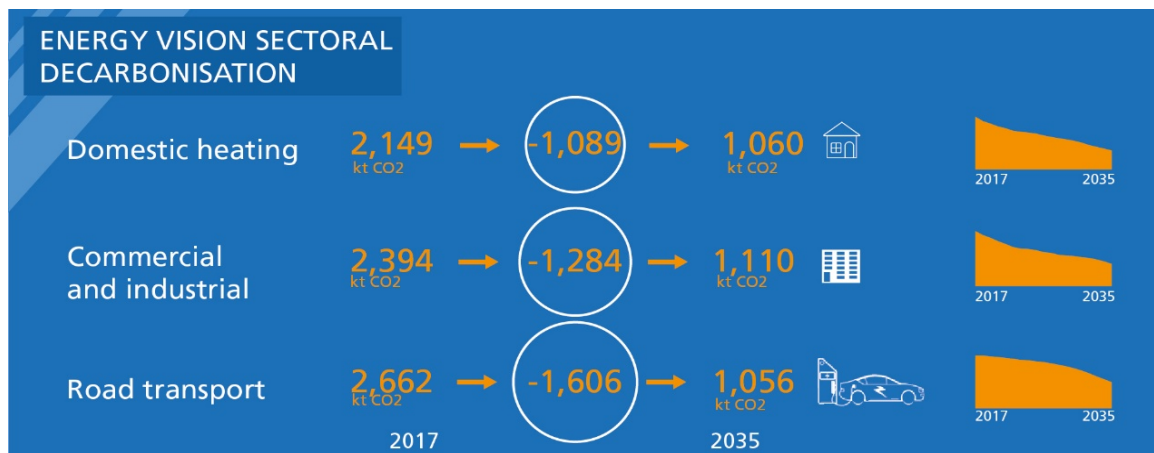 ENERGY VISION SECTORAL
DECARBONISATION
Domestic heating
2,149
kt CO2
-1,089
1,060
kt CO2
2017 2035
Commercial
and industrial
2,394
kt CO2
-1,284
1,110
kt CO2
2017 2035
Road transport
2,662
kt CO2
-1,606
1,056
kt CO2
2017 2035
2017 2035